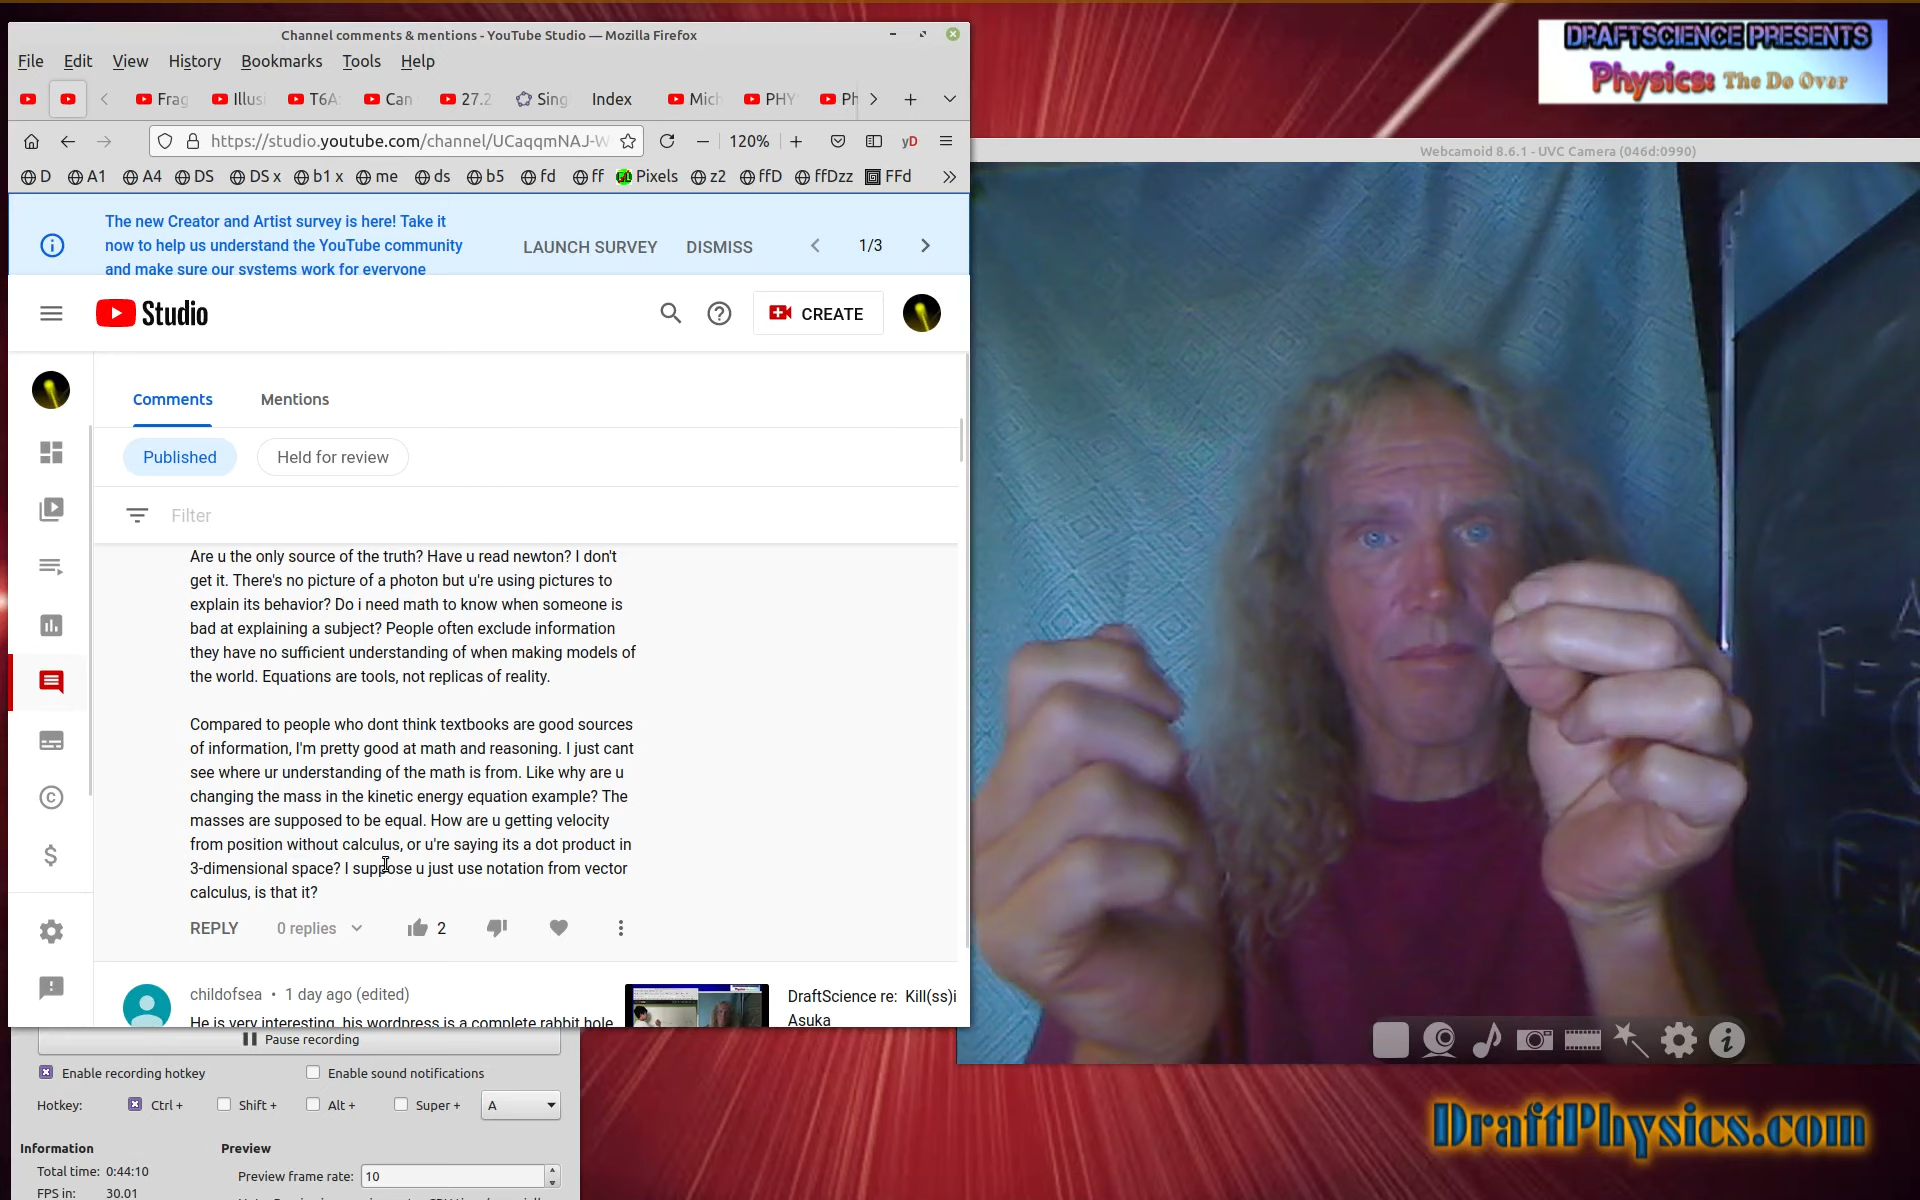 Channel comments & mentions - YouTube Studio — Mozilla Firefox
File Edit View History Bookmarks Tools Help
Frag Illus T6A: Can 27.2 Sing Index Mich PHY Ph
https://studio.youtube.com/channel/UCaqqmNAJ-W 120% yD
D A1 A4 DS DS x b1 x me ds b5 fd ff Pixels z2 ffD ffDzz FFd
The new Creator and Artist survey is here! Take it
now to help us understand the YouTube community
and make sure our systems work for everyone
LAUNCH SURVEY DISMISS 1/3
Studio CREATE
Comments Mentions
Published Held for review
Filter
Are u the only source of the truth? Have u read newton? I don't
get it. There's no picture of a photon but u're using pictures to
explain its behavior? Do i need math to know when someone is
bad at explaining a subject? People often exclude information
they have no sufficient understanding of when making models of
the world. Equations are tools, not replicas of reality.
Compared to people who dont think textbooks are good sources
of information, I'm pretty good at math and reasoning. I just cant
see where ur understanding of the math is from. Like why are u
changing the mass in the kinetic energy equation example? The
masses are supposed to be equal. How are u getting velocity
from position without calculus, or u're saying its a dot product in
3-dimensional space? I suppose u just use notation from vector
calculus, is that it?
REPLY 0 replies 2
childofsea • 1 day ago (edited)
He is very interesting, his wordpress is a complete rabbit hole
DraftScience re: Kill(ss)i
Asuka
Pause recording
Enable recording hotkey Enable sound notifications
Hotkey: Ctrl + Shift + Alt + Super + A
Information Preview
Total time: 0:44:10
Preview frame rate: 10
FPS in: 30.01
DRAFTSCIENCE PRESENTS
Physics: The Do Over
Webcamoid 8.6.1 - UVC Camera (046d:0990)
F=
DraftPhysics.com